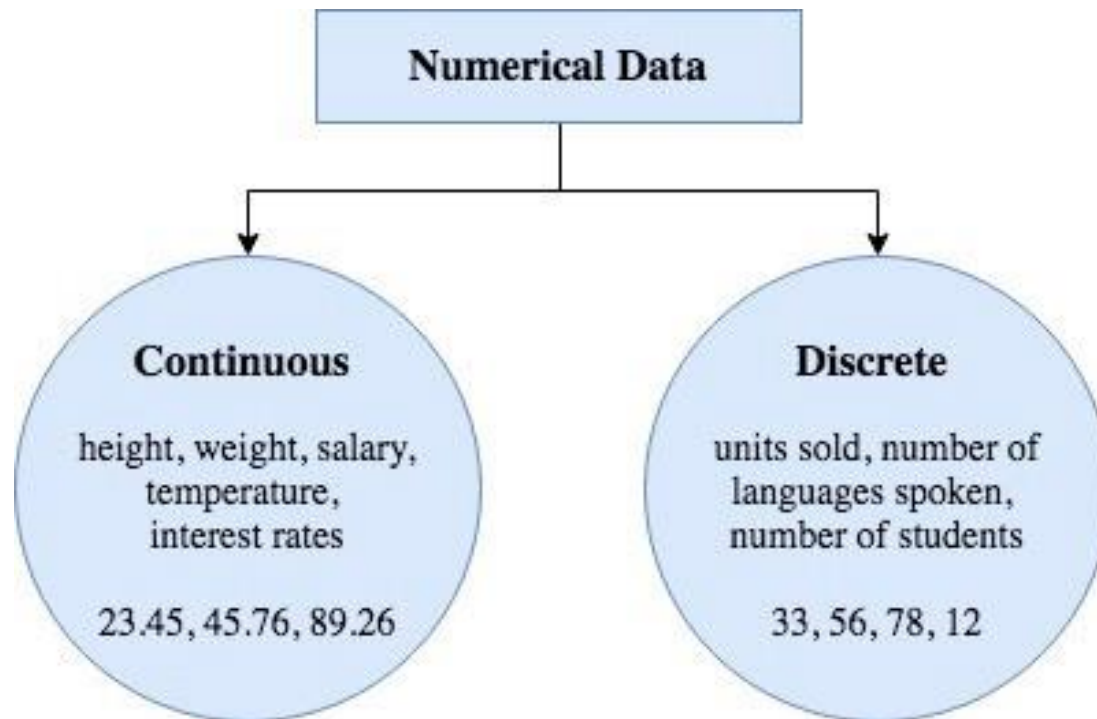 Numerical Data
Continuous
height, weight, salary,
temperature,
interest rates
23.45, 45.76, 89.26
Discrete
units sold, number of
languages spoken,
number of students
33, 56, 78, 12